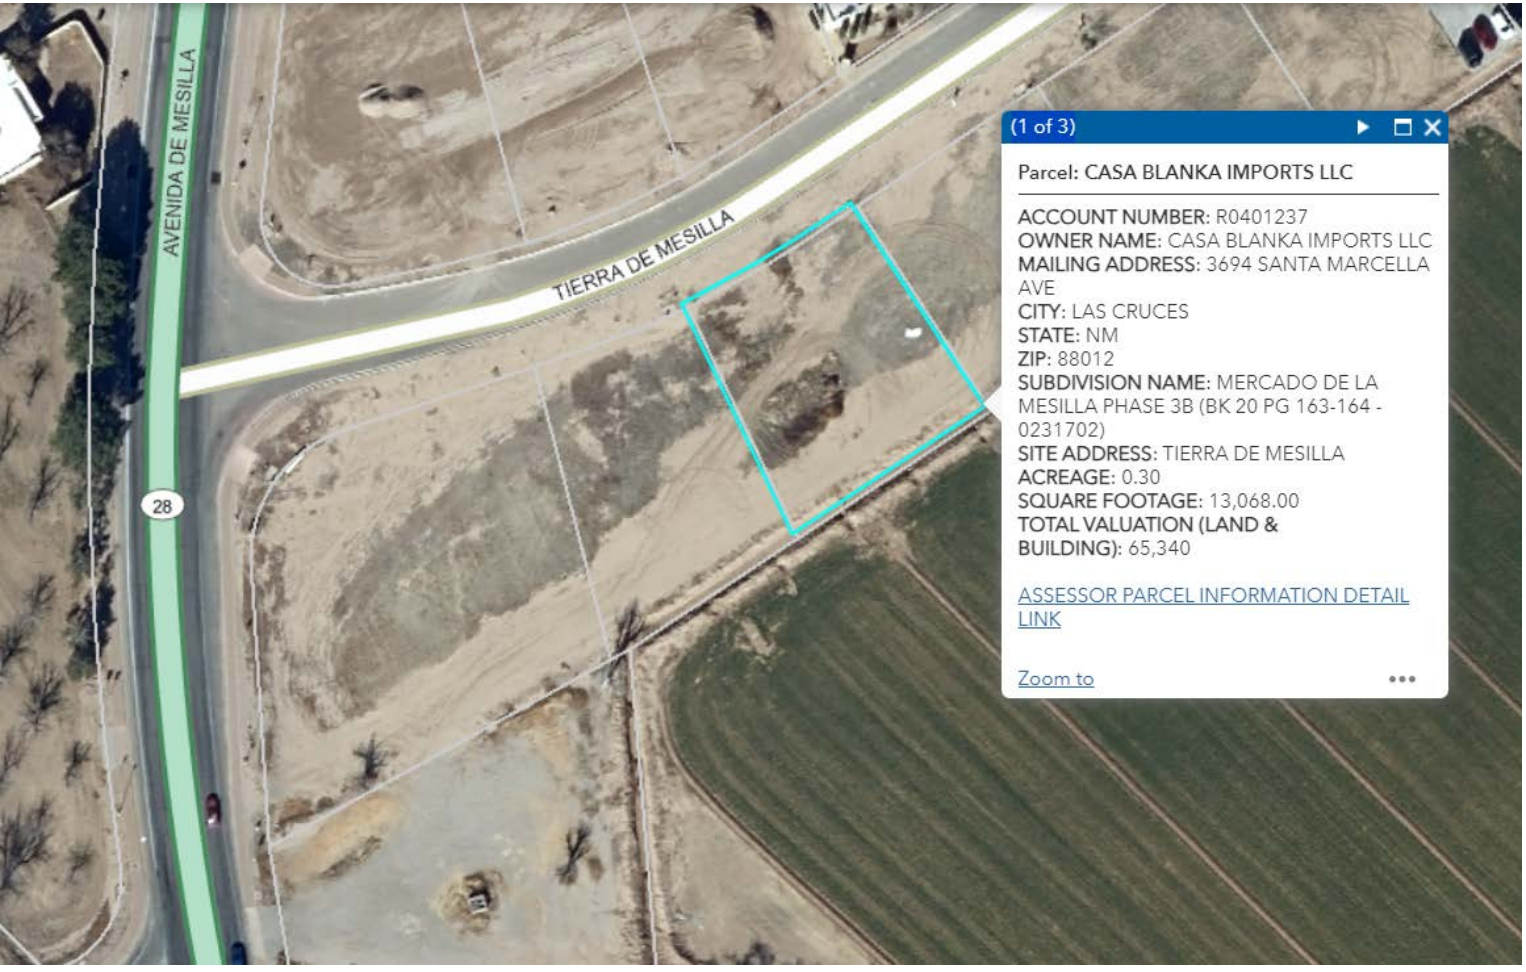 AVENIDA DE MESILLA
TIERRA DE MESILLA
28
(1 of 3)
Parcel: CASA BLANKA IMPORTS LLC
ACCOUNT NUMBER: R0401237
OWNER NAME: CASA BLANKA IMPORTS LLC
MAILING ADDRESS: 3694 SANTA MARCELLA
AVE
CITY: LAS CRUCES
STATE: NM
ZIP: 88012
SUBDIVISION NAME: MERCADO DE LA
MESILLA PHASE 3B (BK 20 PG 163-164 -
0231702)
SITE ADDRESS: TIERRA DE MESILLA
ACREAGE: 0.30
SQUARE FOOTAGE: 13,068.00
TOTAL VALUATION (LAND &
BUILDING): 65,340
ASSESSOR PARCEL INFORMATION DETAIL
LINK
Zoom to